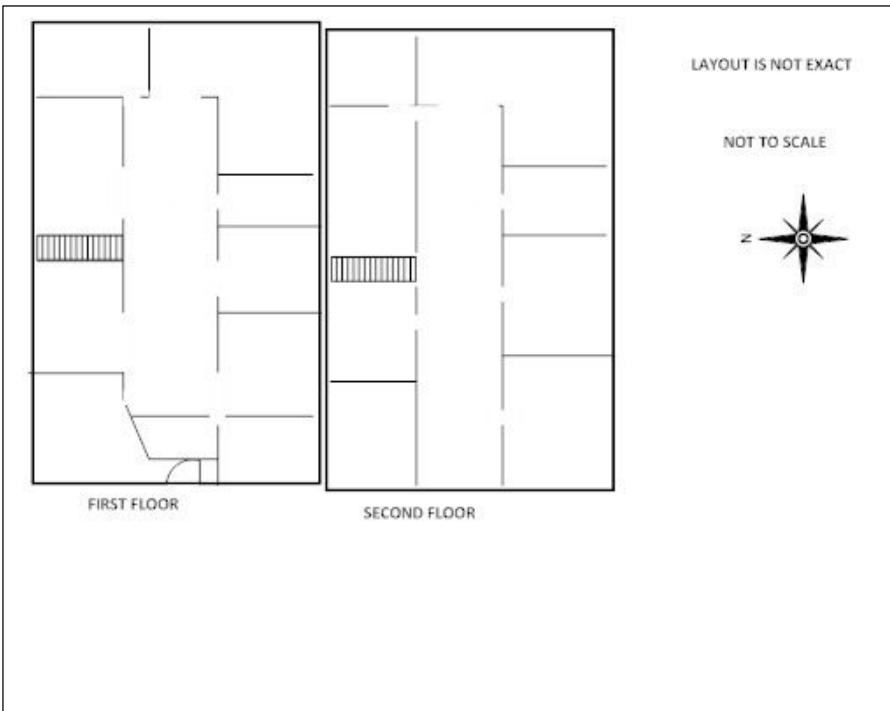 LAYOUT IS NOT EXACT
NOT TO SCALE
N
FIRST FLOOR
SECOND FLOOR